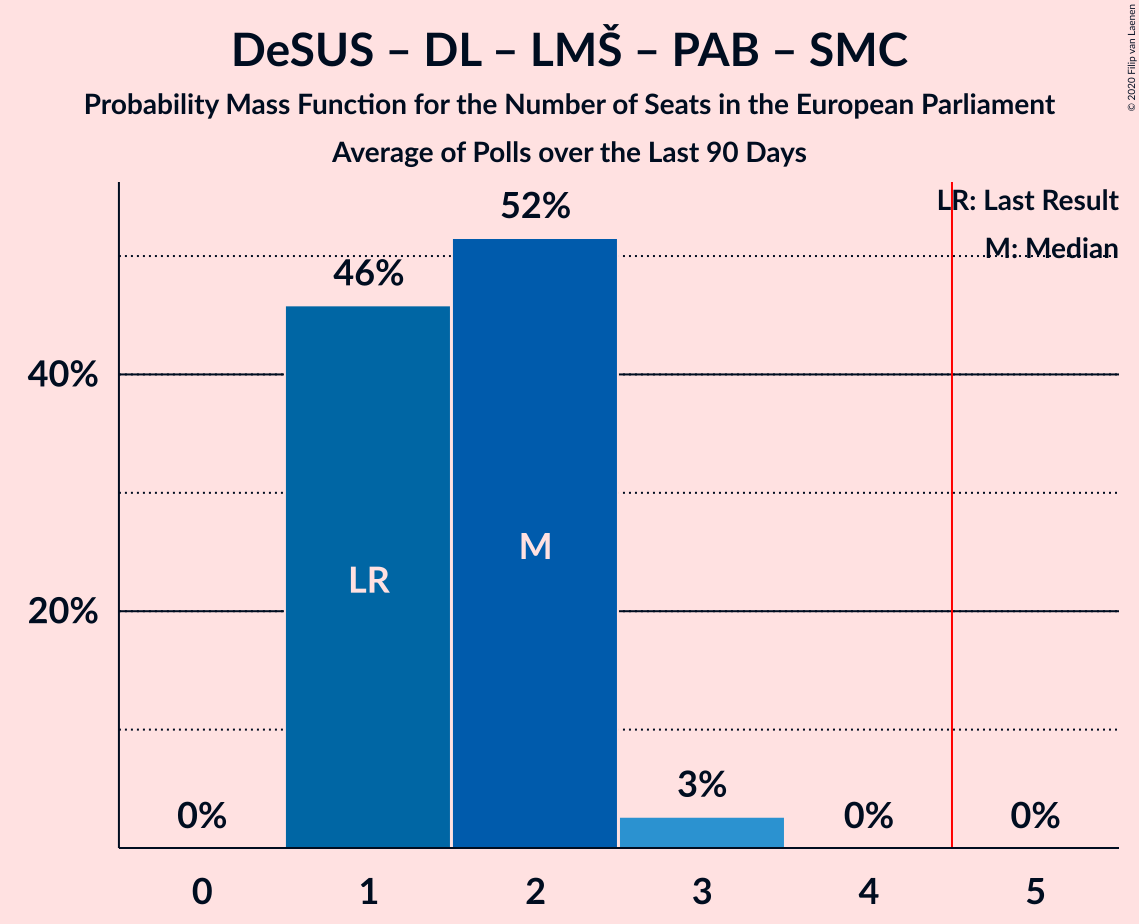 DeSUS – DL – LMŠ – PAB – SMC
Probability Mass Function for the Number of Seats in the European Parliament
Average of Polls over the Last 90 Days
© 2020 Filip van Laenen
LR: Last Result
M: Median
52%
46%
40%
M
LR
20%
3%
0%
0%
0%
0
1
2
3
4
5